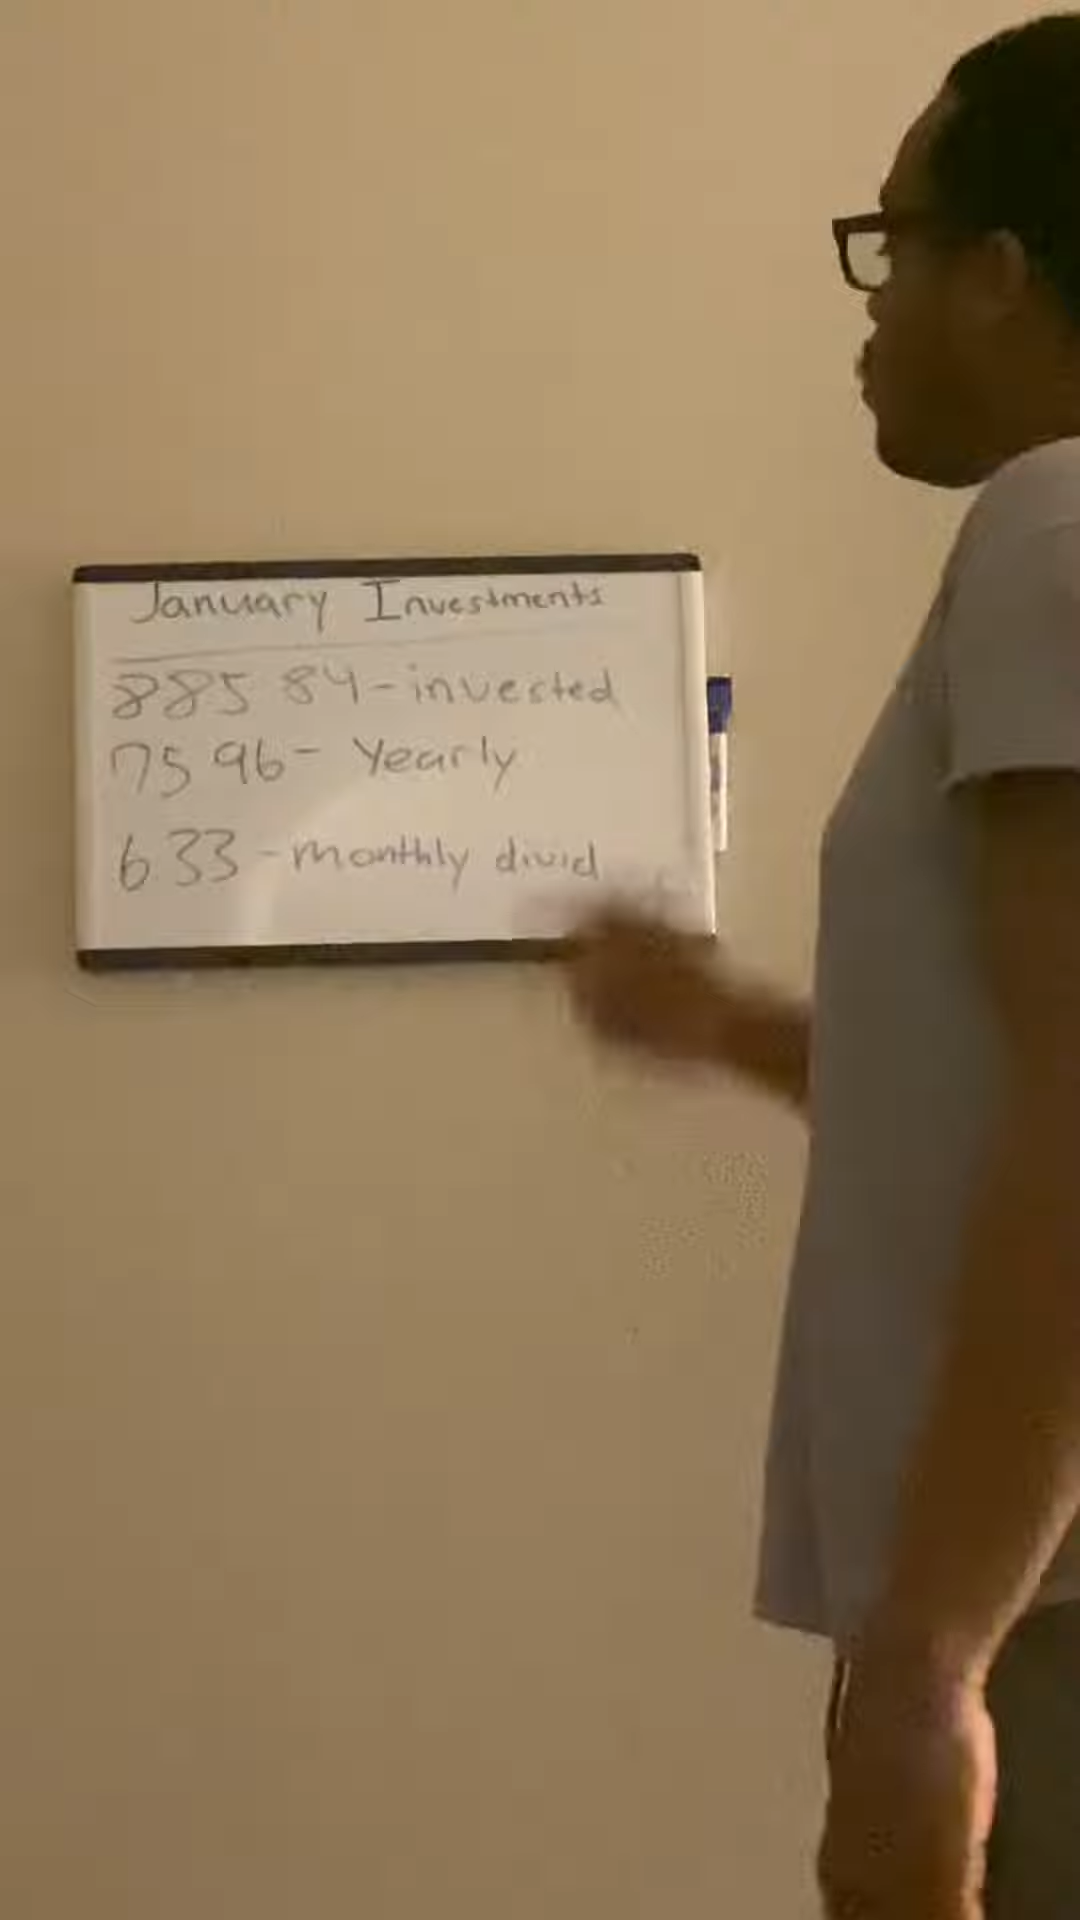 January Investments
885 84 - invested
75 96 - Yearly
6 33 - monthly divid